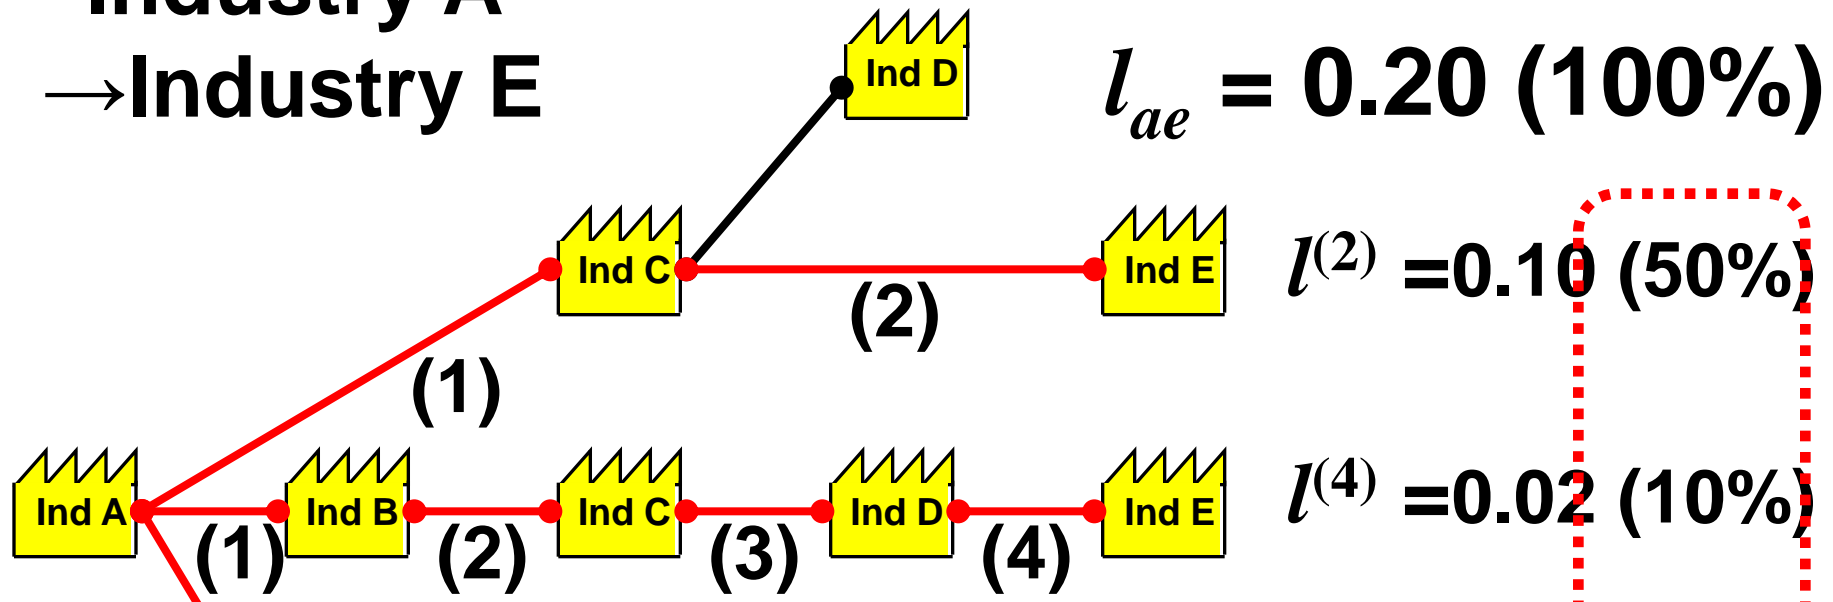 Industry A
→Industry E
Ind D
l_ae = 0.20 (100%)
Ind C
Ind E
l^(2) =0.10 (50%)
(2)
(1)
Ind A
Ind B
Ind C
Ind D
Ind E
l^(4) =0.02 (10%)
(1)
(2)
(3)
(4)